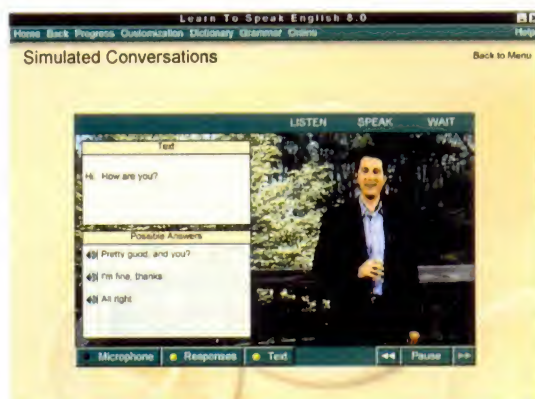 Learn To Speak English 8.0
Home Back Progress Customization Dictionary Grammar Online Help
Simulated Conversations
Back to Menu
LISTEN SPEAK WAIT
Text
Hi. How are you?
Possible Answers
Pretty good, and you?
I'm fine, thanks
All right
Microphone Responses Text Pause